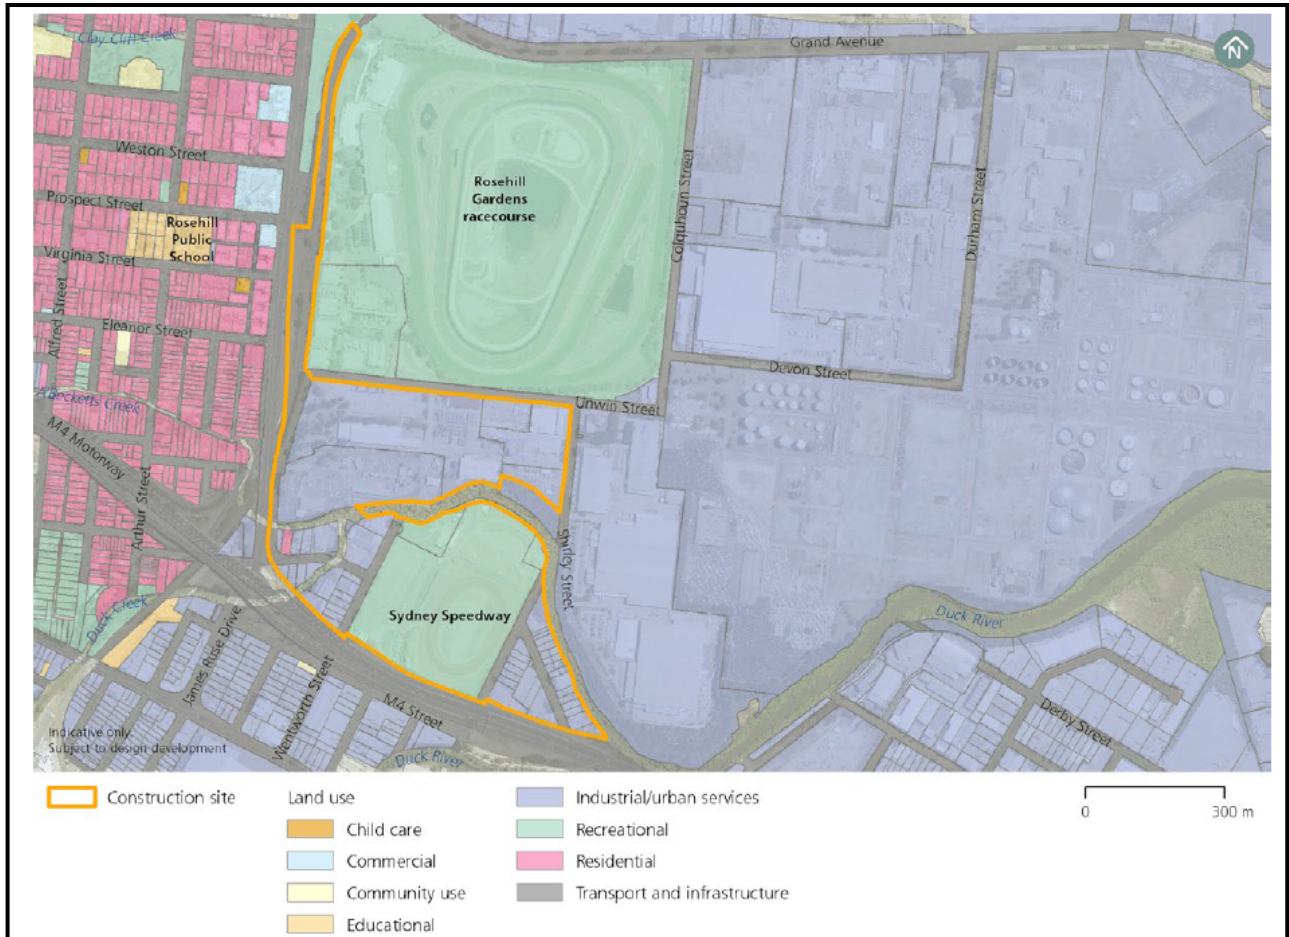 Clay Cliff Creek
Grand Avenue
N
Weston Street
Rosehill
Gardens
racecourse
Colquhoun Street
Durham Street
Prospect Street
Rosehill
Public
School
Virginia Street
Alfred Street
Eleanor Street
Devon Street
A'Becketts Creek
Unwin Street
M4 Motorway
Arthur Street
Shirley Street
Duck Creek
Sydney Speedway
Duck River
James Ruse Drive
Wentworth Street
M4 Street
Derby Street
Indicative only.
Subject to design development
Duck River
Construction site
Land use
Child care
Commercial
Community use
Educational
Industrial/urban services
Recreational
Residential
Transport and infrastructure
0 300 m